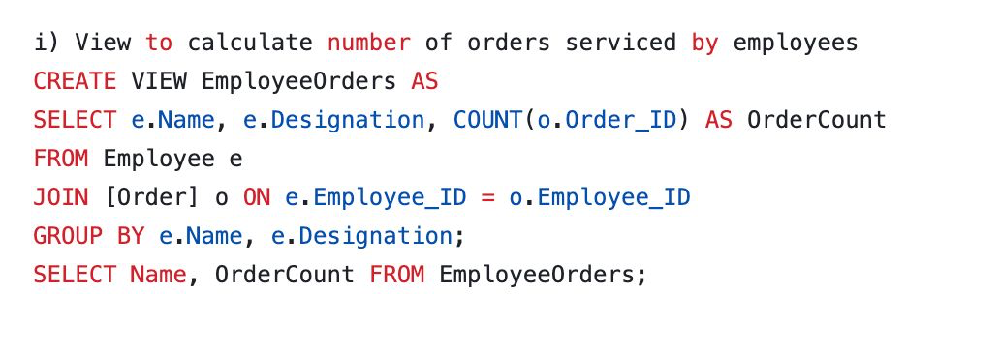 i) View to calculate number of orders serviced by employees
CREATE VIEW EmployeeOrders AS
SELECT e.Name, e.Designation, COUNT(o.Order_ID) AS OrderCount
FROM Employee e
JOIN [Order] o ON e.Employee_ID = o.Employee_ID
GROUP BY e.Name, e.Designation;
SELECT Name, OrderCount FROM EmployeeOrders;